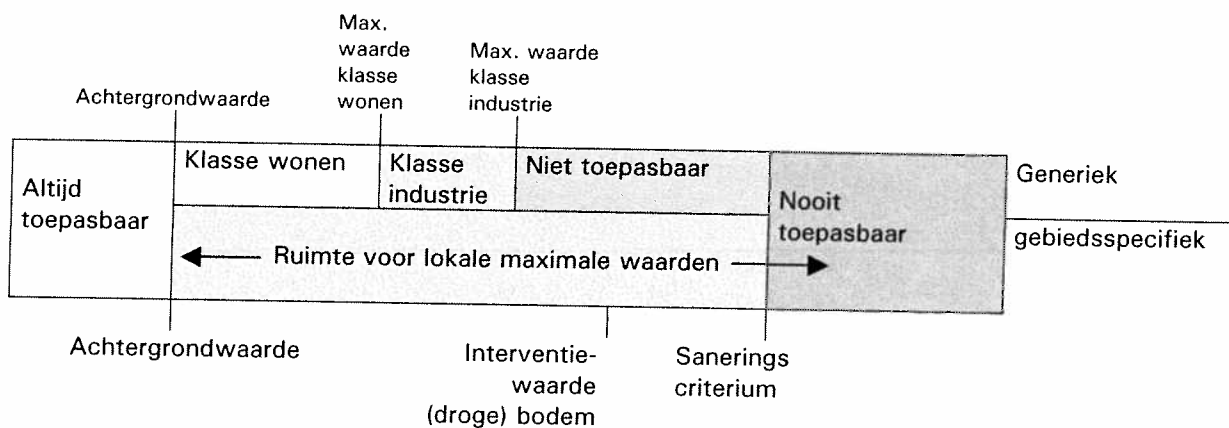 Max.
waarde
klasse
wonen
Max. waarde
klasse
industrie
Achtergrondwaarde
Klasse wonen
Klasse
industrie
Niet toepasbaar
Altijd
toepasbaar
Nooit
toepasbaar
Generiek
gebiedsspecifiek
Ruimte voor lokale maximale waarden
Achtergrondwaarde
Interventie-
waarde
(droge) bodem
Sanerings
criterium